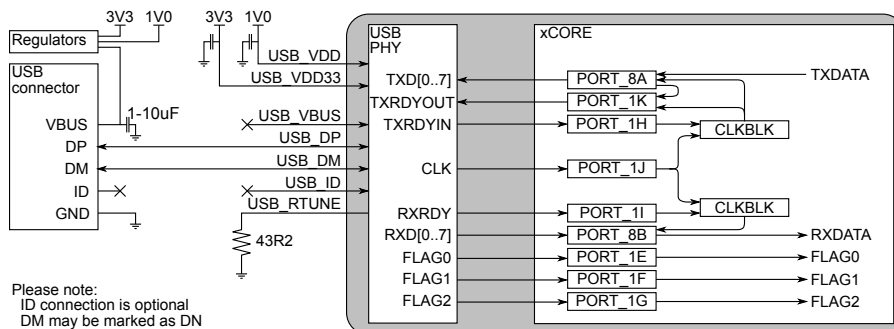 3V3 1V0
Regulators
USB
connector
VBUS
DP
DM
ID
GND
1-10uF
3V3 1V0
USB_VDD
USB_VDD33
USB_VBUS
USB_DP
USB_DM
USB_ID
USB_RTUNE
43R2
Please note:
ID connection is optional
DM may be marked as DN
USB
PHY
TXD[0..7]
TXRDYOUT
TXRDYIN
CLK
RXRDY
RXD[0..7]
FLAG0
FLAG1
FLAG2
xCORE
PORT_8A
PORT_1K
PORT_1H
PORT_1J
PORT_1I
PORT_8B
PORT_1E
PORT_1F
PORT_1G
CLKBLK
CLKBLK
TXDATA
RXDATA
FLAG0
FLAG1
FLAG2